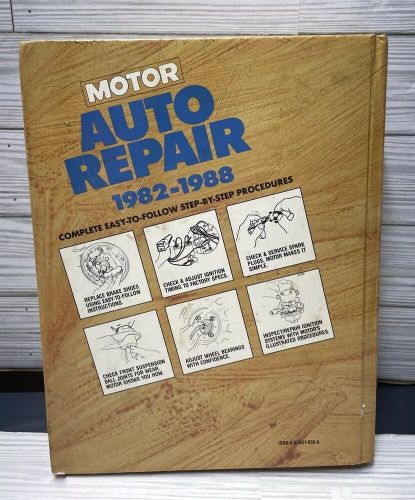 MOTOR
AUTO
REPAIR
1982-1988
COMPLETE EASY-TO-FOLLOW STEP-BY-STEP PROCEDURES
REPLACE BRAKE SHOES
USING EASY-TO-FOLLOW
INSTRUCTIONS.
CHECK & ADJUST IGNITION
TIMING TO FACTORY SPECS.
CHECK & SERVICE SPARK
PLUGS. MOTOR MAKES IT
SIMPLE.
CHECK FRONT SUSPENSION
BALL JOINTS FOR WEAR.
MOTOR SHOWS YOU HOW.
ADJUST WHEEL BEARINGS
WITH CONFIDENCE.
INSPECT/REPAIR IGNITION
SYSTEMS WITH MOTOR'S
ILLUSTRATED PROCEDURES.
ISBN